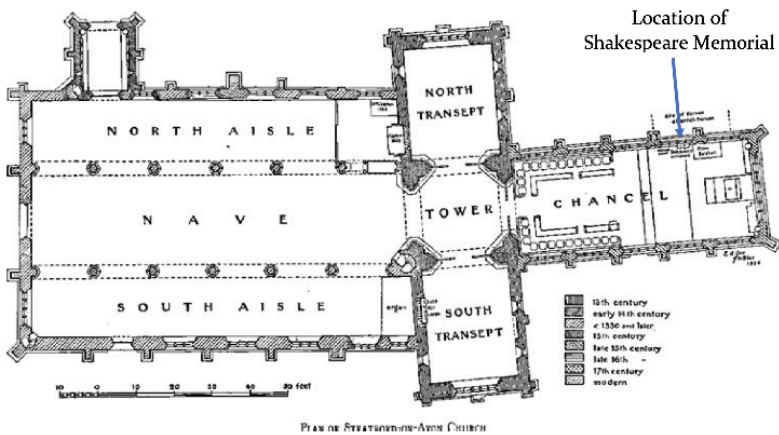 Location of
Shakespeare Memorial
NORTH
TRANSEPT
NORTH AISLE
NAVE
TOWER
CHANCEL
SOUTH AISLE
organ
SOUTH
TRANSEPT
13th century
early 14th century
c 1330 and later
15th century
late 15th century
late 16th "
17th century
modern
10 0 10 20 30 40 50 feet
PLAN OF STRATFORD-ON-AVON CHURCH